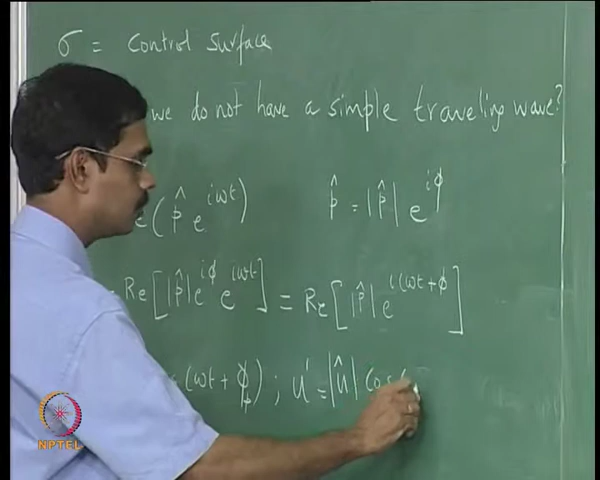 σ = control surface
we do not have a simple traveling wave?
e(p̂ e^{iωt}) p̂ = |p̂| e^{iϕ}
Re[|p̂|e^{iϕ} e^{iωt}] = Re[|p̂|e^{i(ωt+ϕ}]
(ωt + ϕ_p) ; u' = |û| Cos(
NPTEL